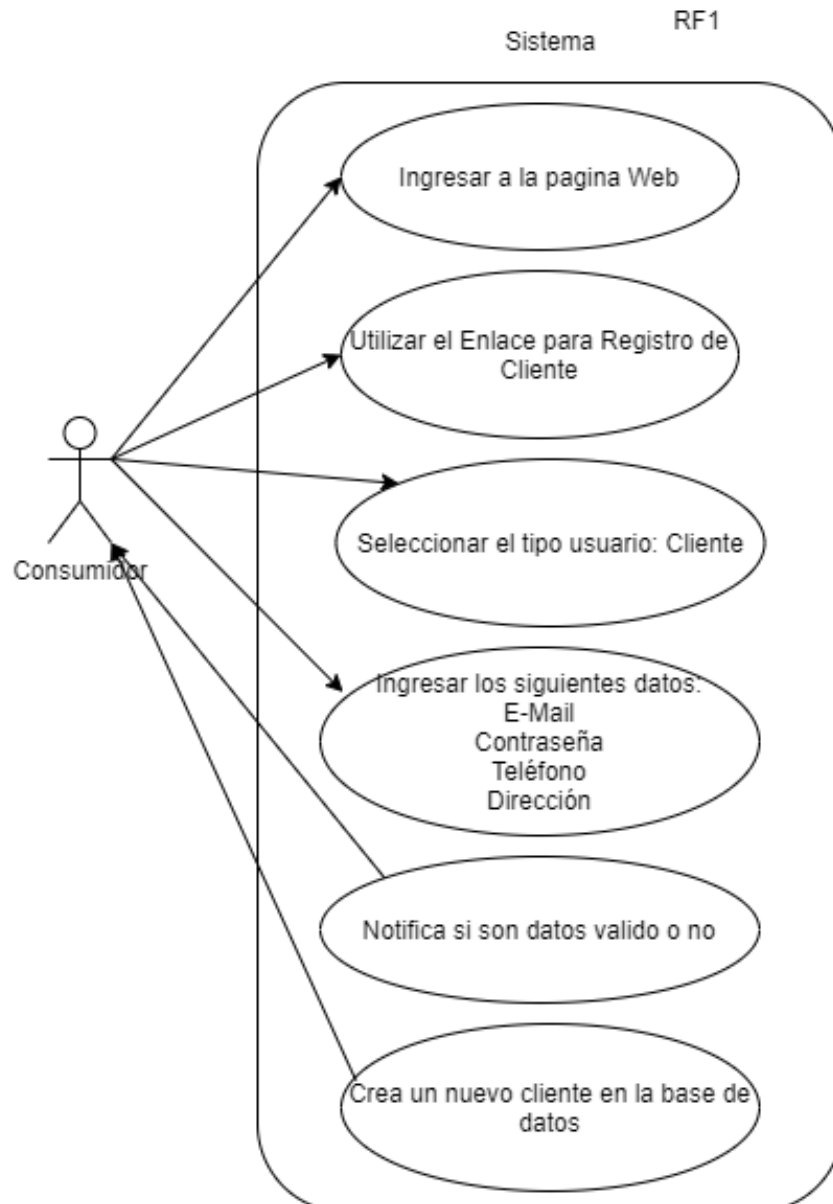 RF1
Sistema
Ingresar a la pagina Web
Utilizar el Enlace para Registro de
Cliente
Seleccionar el tipo usuario: Cliente
Consumidor
Ingresar los siguientes datos:
E-Mail
Contraseña
Teléfono
Dirección
Notifica si son datos valido o no
Crea un nuevo cliente en la base de
datos